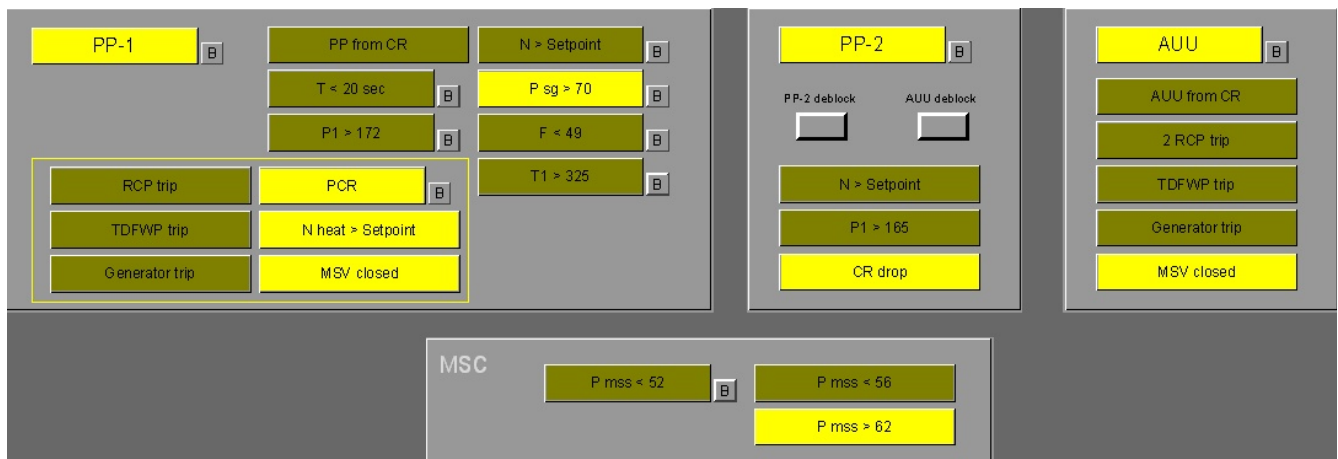 PP-1 B
PP from CR
N > Setpoint B
T < 20 sec B
P sg > 70 B
P1 > 172 B
F < 49 B
T1 > 325 B
RCP trip
PCR B
TDFWP trip
N heat > Setpoint
Generator trip
MSV closed
PP-2 B
PP-2 deblock
AUU deblock
N > Setpoint
P1 > 165
CR drop
AUU B
AUU from CR
2 RCP trip
TDFWP trip
Generator trip
MSV closed
MSC
P mss < 52 B
P mss < 56
P mss > 62